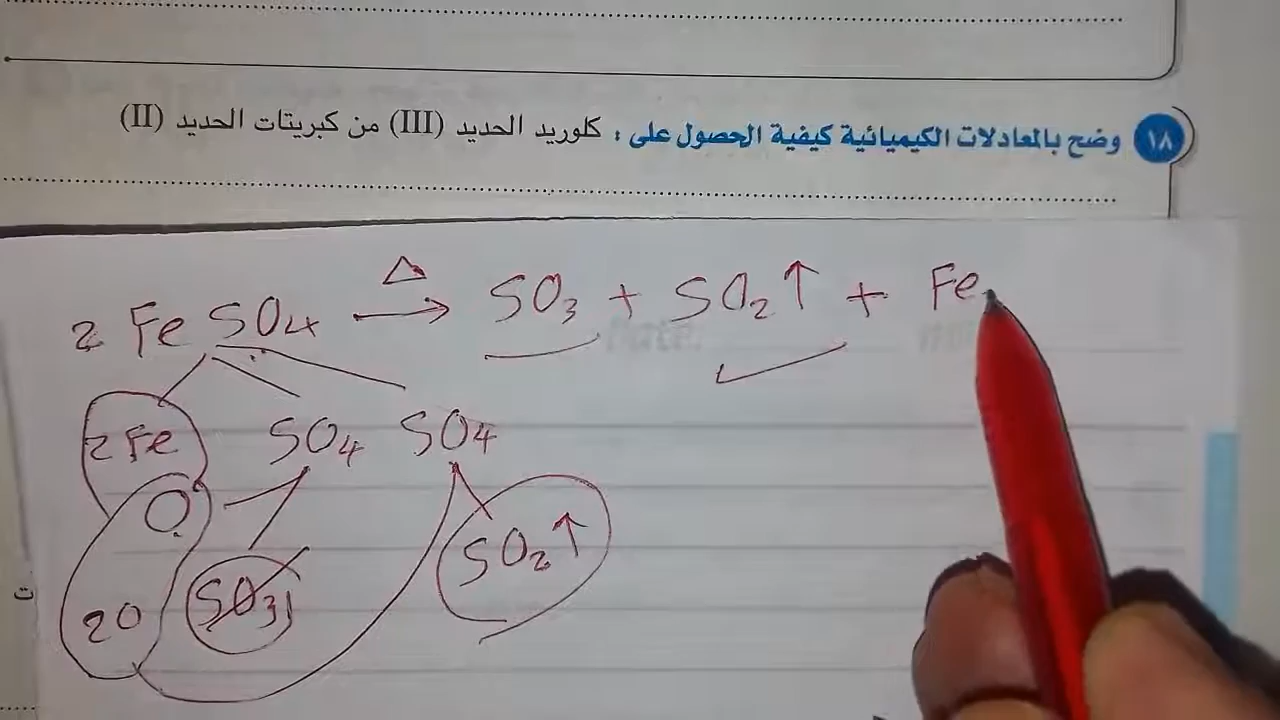 ١٨ وضح بالمعادلات الكيميائية كيفية الحصول على : كلوريد الحديد (III) من كبريتات الحديد (II)
2 FeSO₄ →Δ SO₃ + SO₂↑ + Fe
2Fe SO₄ SO₄
O
SO₂↑
2O SO₃
ت